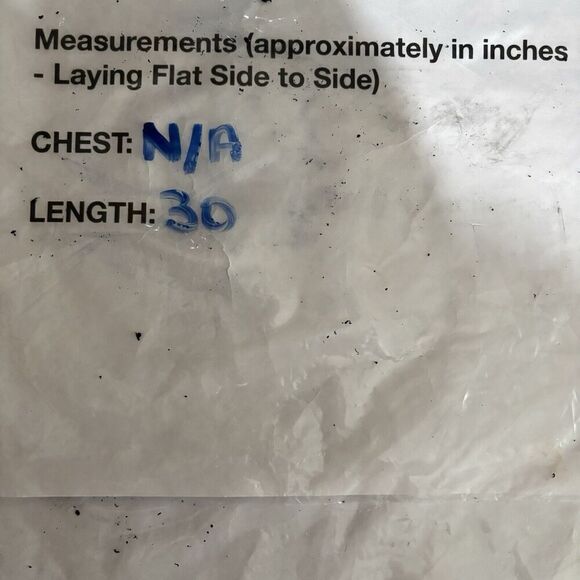 Measurements (approximately in inches
- Laying Flat Side to Side)
CHEST: N/A
LENGTH: 30